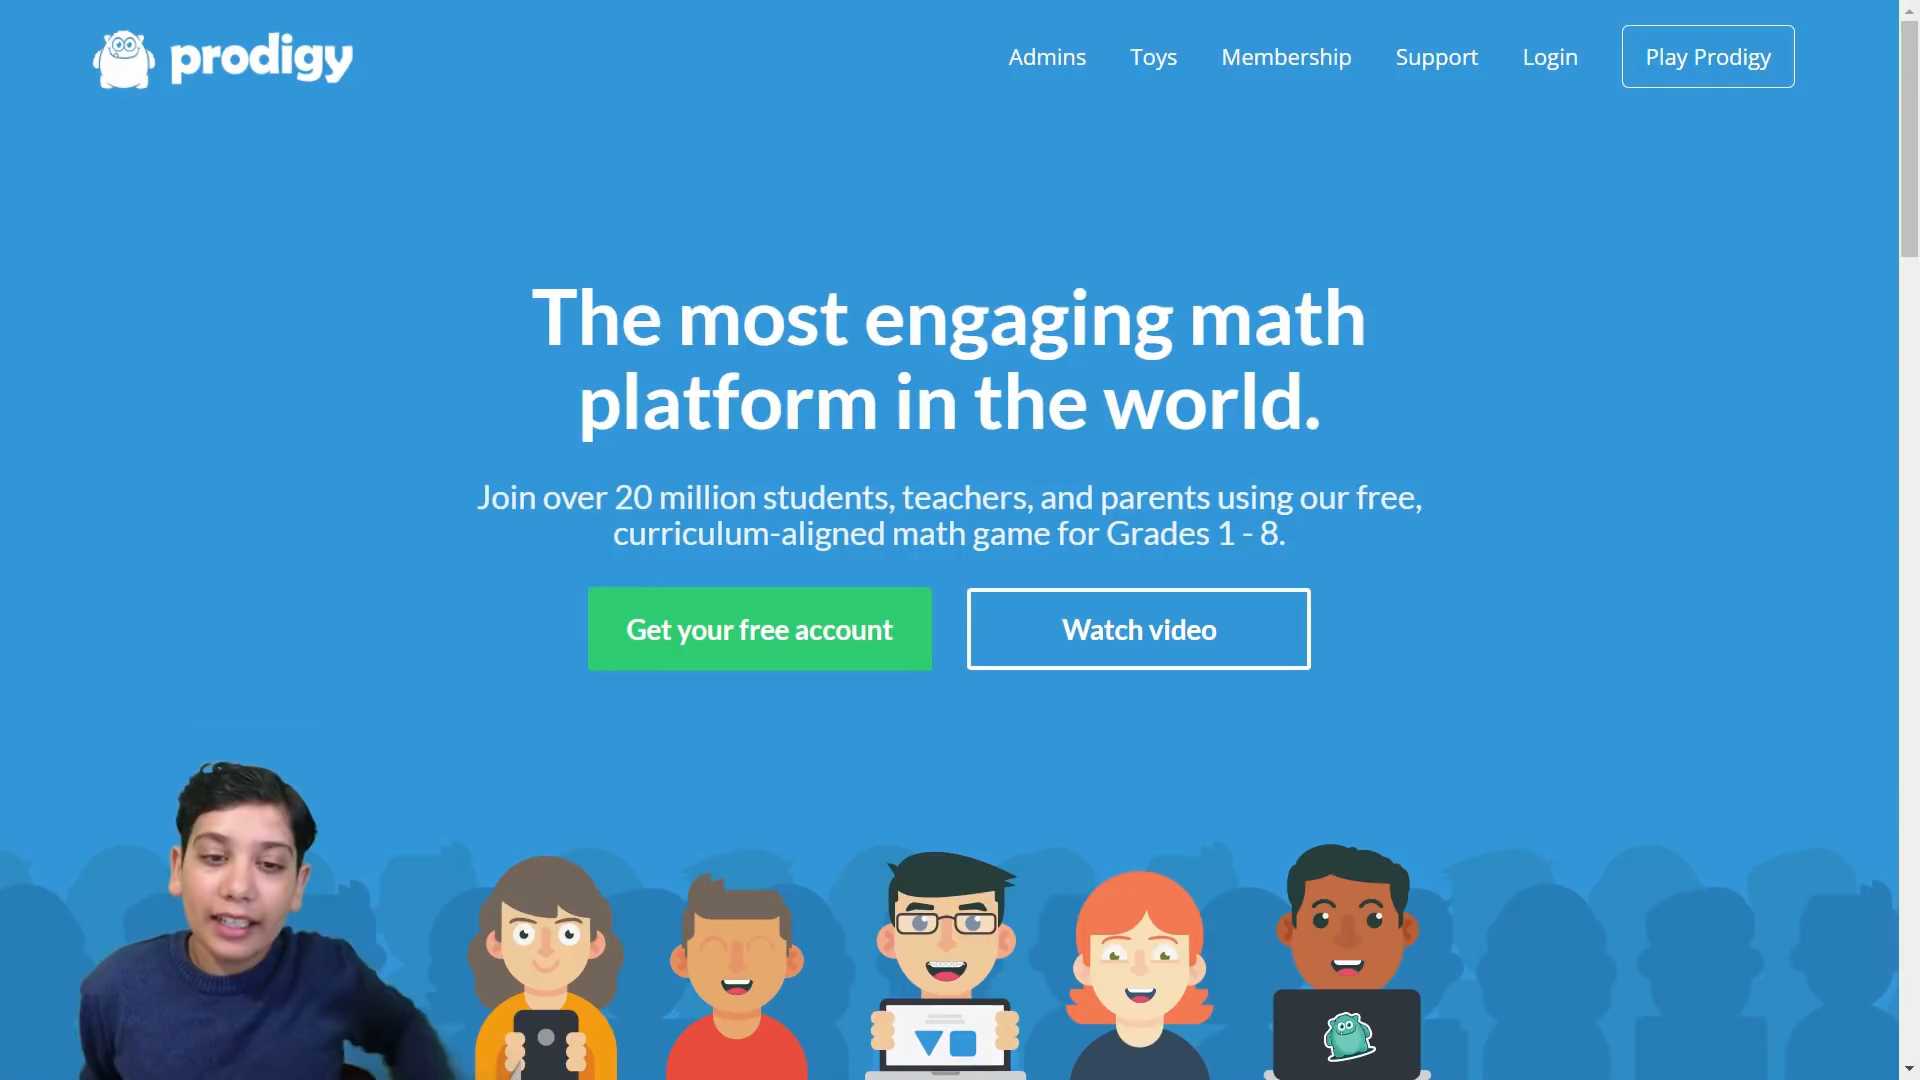 prodigy
Admins
Toys
Membership
Support
Login
Play Prodigy
The most engaging math
platform in the world.
Join over 20 million students, teachers, and parents using our free,
curriculum-aligned math game for Grades 1 - 8.
Get your free account
Watch video